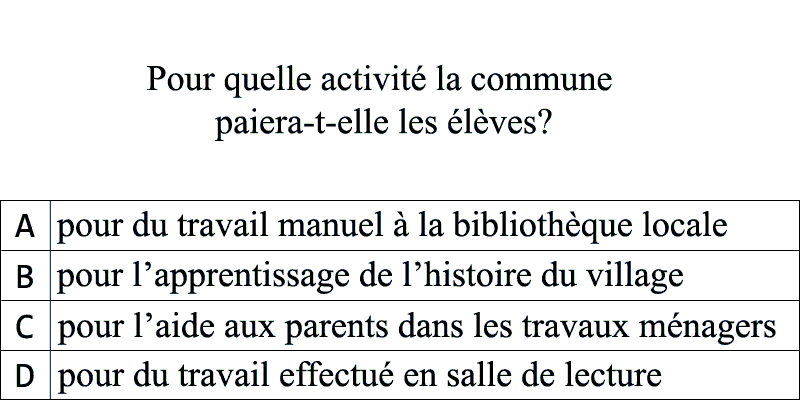 Pour quelle activité la commune
paiera-t-elle les élèves?
A pour du travail manuel à la bibliothèque locale
B pour l’apprentissage de l’histoire du village
C pour l’aide aux parents dans les travaux ménagers
D pour du travail effectué en salle de lecture